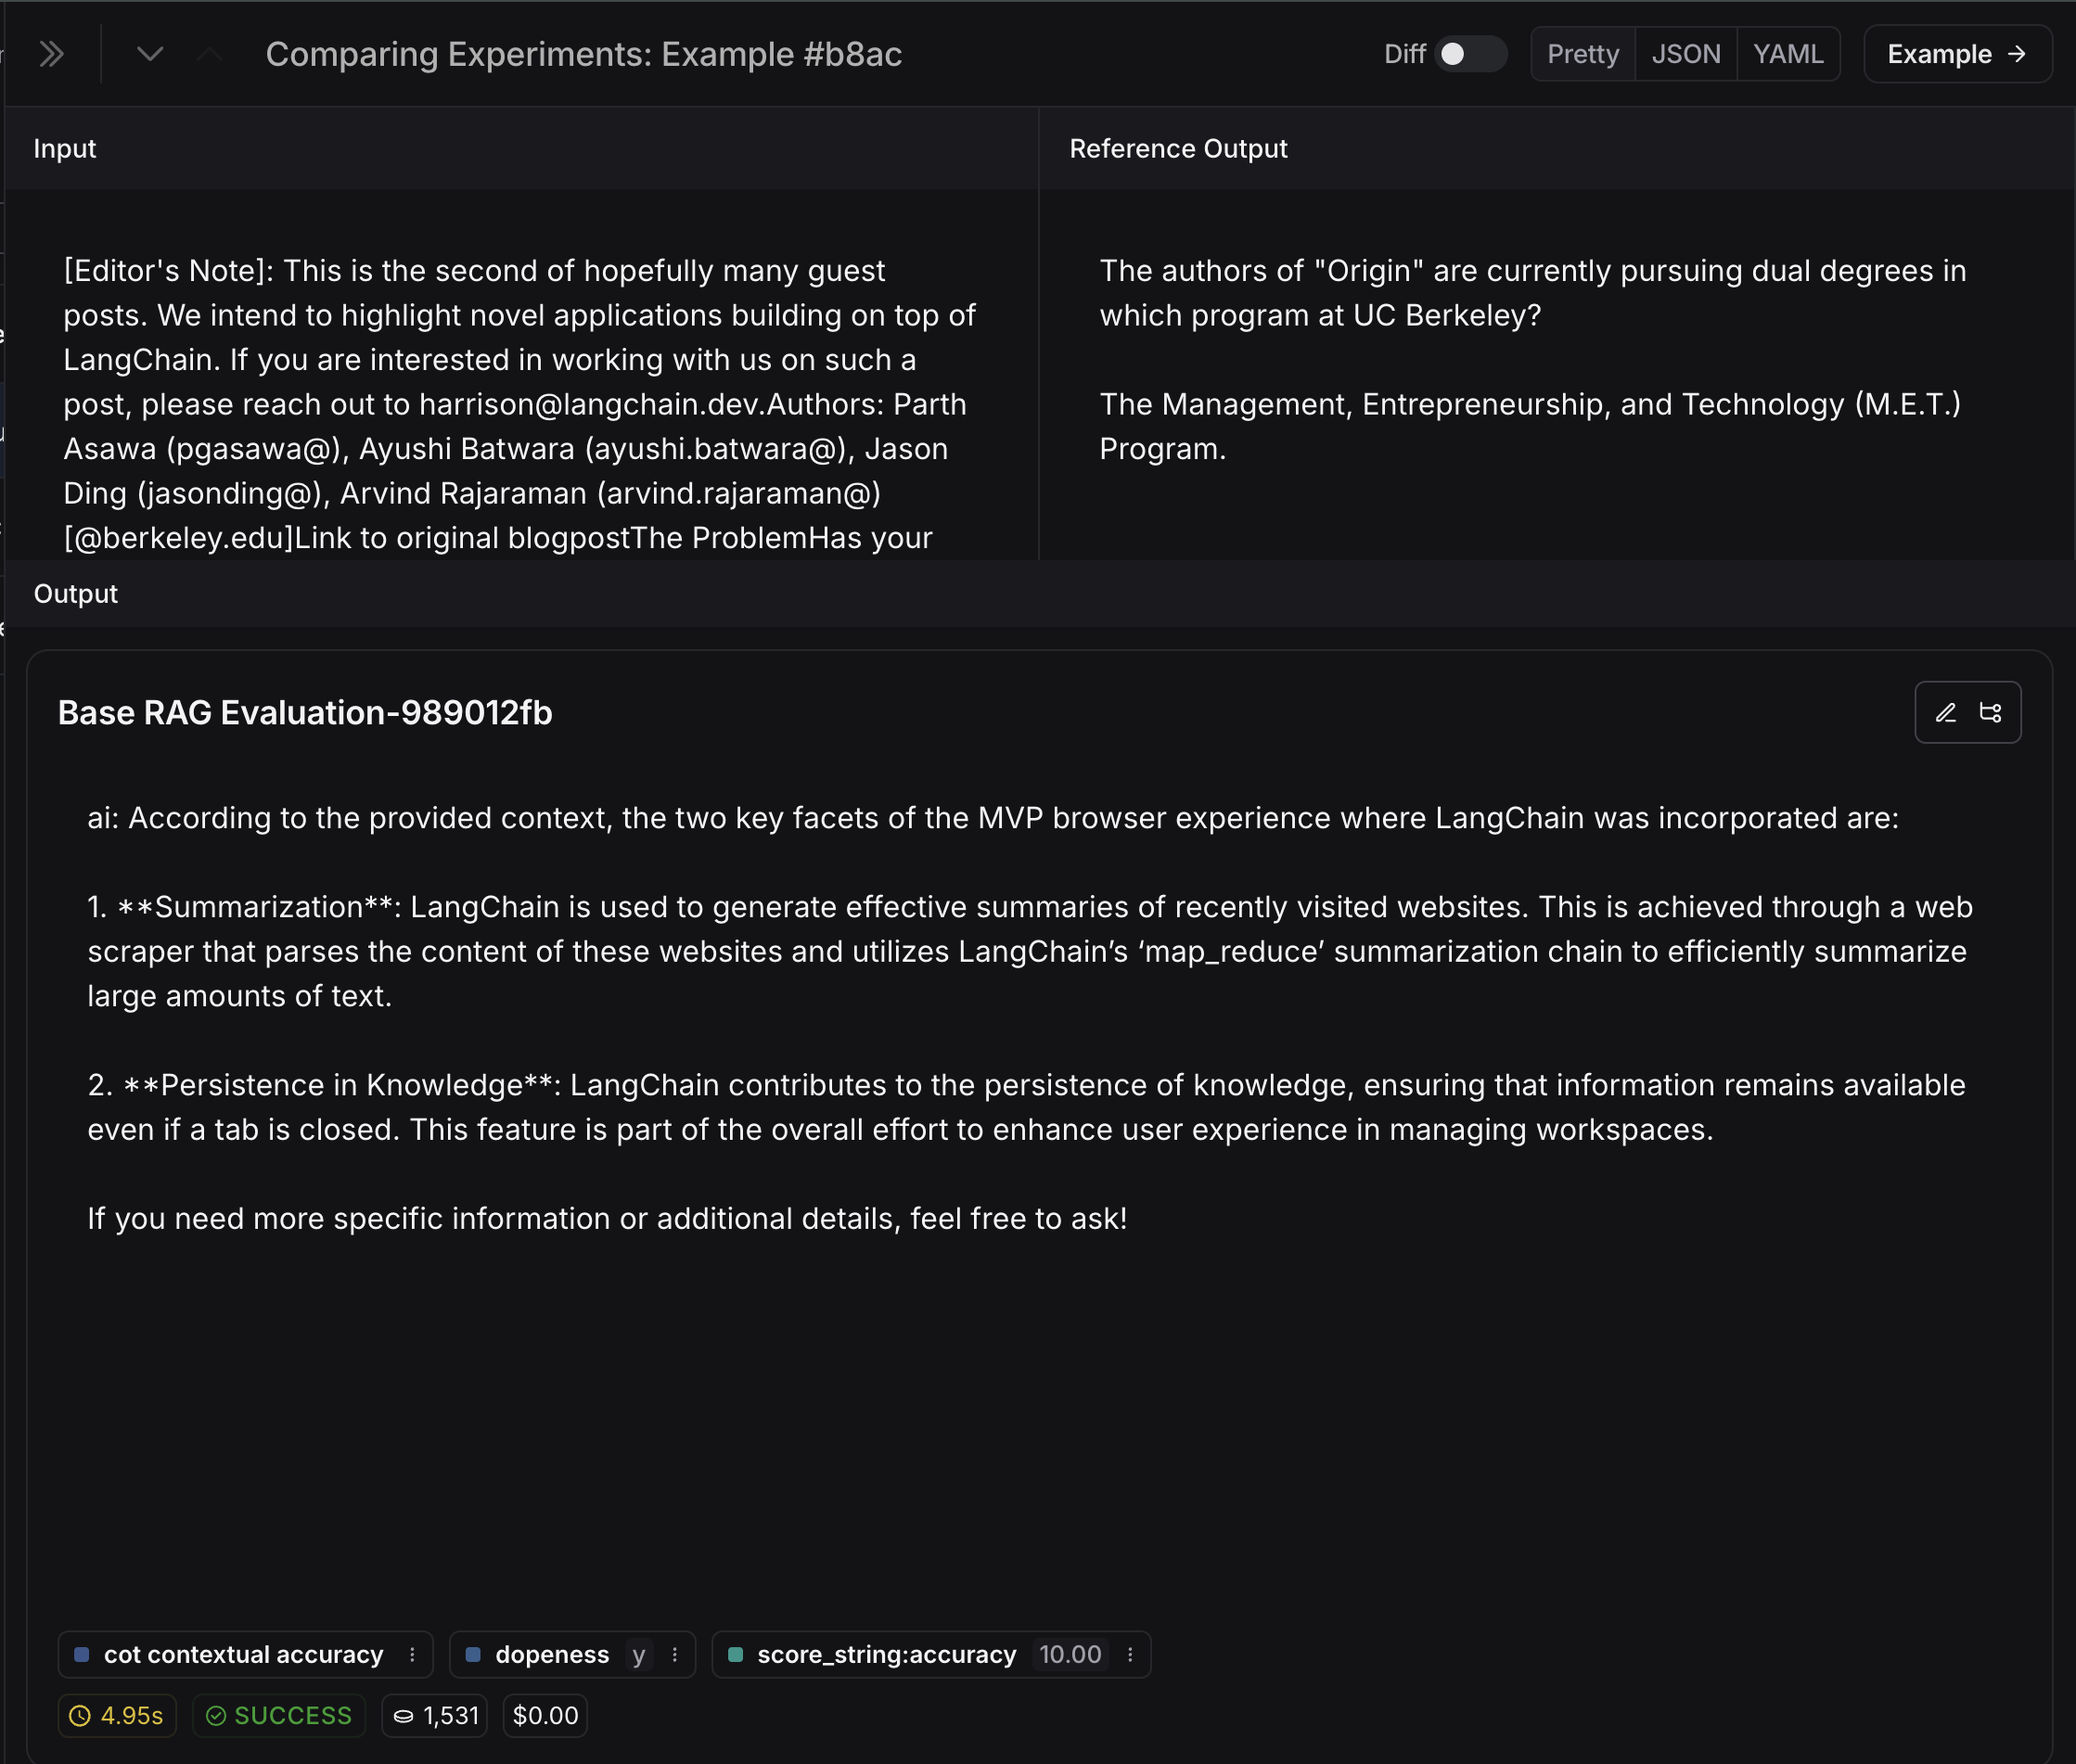 Comparing Experiments: Example #b8ac
Diff
Pretty
JSON
YAML
Example →
Input
Reference Output
[Editor's Note]: This is the second of hopefully many guest
posts. We intend to highlight novel applications building on top of
LangChain. If you are interested in working with us on such a
post, please reach out to harrison@langchain.dev.Authors: Parth
Asawa (pgasawa@), Ayushi Batwara (ayushi.batwara@), Jason
Ding (jasonding@), Arvind Rajaraman (arvind.rajaraman@)
[@berkeley.edu]Link to original blogpostThe ProblemHas your
The authors of "Origin" are currently pursuing dual degrees in
which program at UC Berkeley?
The Management, Entrepreneurship, and Technology (M.E.T.)
Program.
Output
Base RAG Evaluation-989012fb
ai: According to the provided context, the two key facets of the MVP browser experience where LangChain was incorporated are:
1. **Summarization**: LangChain is used to generate effective summaries of recently visited websites. This is achieved through a web
scraper that parses the content of these websites and utilizes LangChain’s ‘map_reduce’ summarization chain to efficiently summarize
large amounts of text.
2. **Persistence in Knowledge**: LangChain contributes to the persistence of knowledge, ensuring that information remains available
even if a tab is closed. This feature is part of the overall effort to enhance user experience in managing workspaces.
If you need more specific information or additional details, feel free to ask!
cot contextual accuracy
dopeness y
score_string:accuracy 10.00
4.95s
SUCCESS
1,531
$0.00